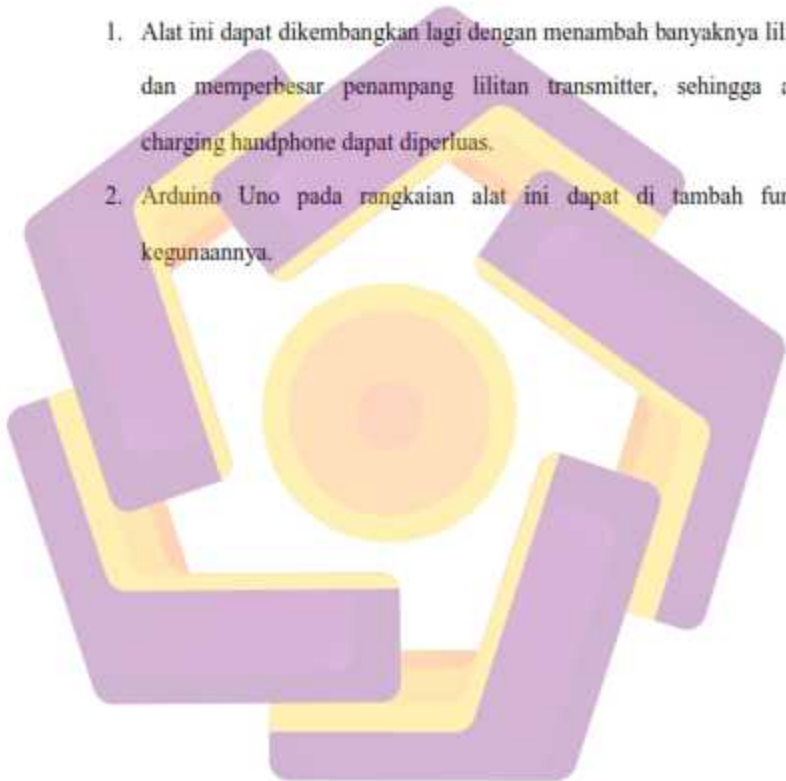 1. Alat ini dapat dikembangkan lagi dengan menambah banyaknya
dan memperbesar penampang lilitan transmitter, sehingga
charging handphone dapat diperluas.
2. Arduino Uno pada rangkaian alat ini dapat di tambah
kegunaannya.